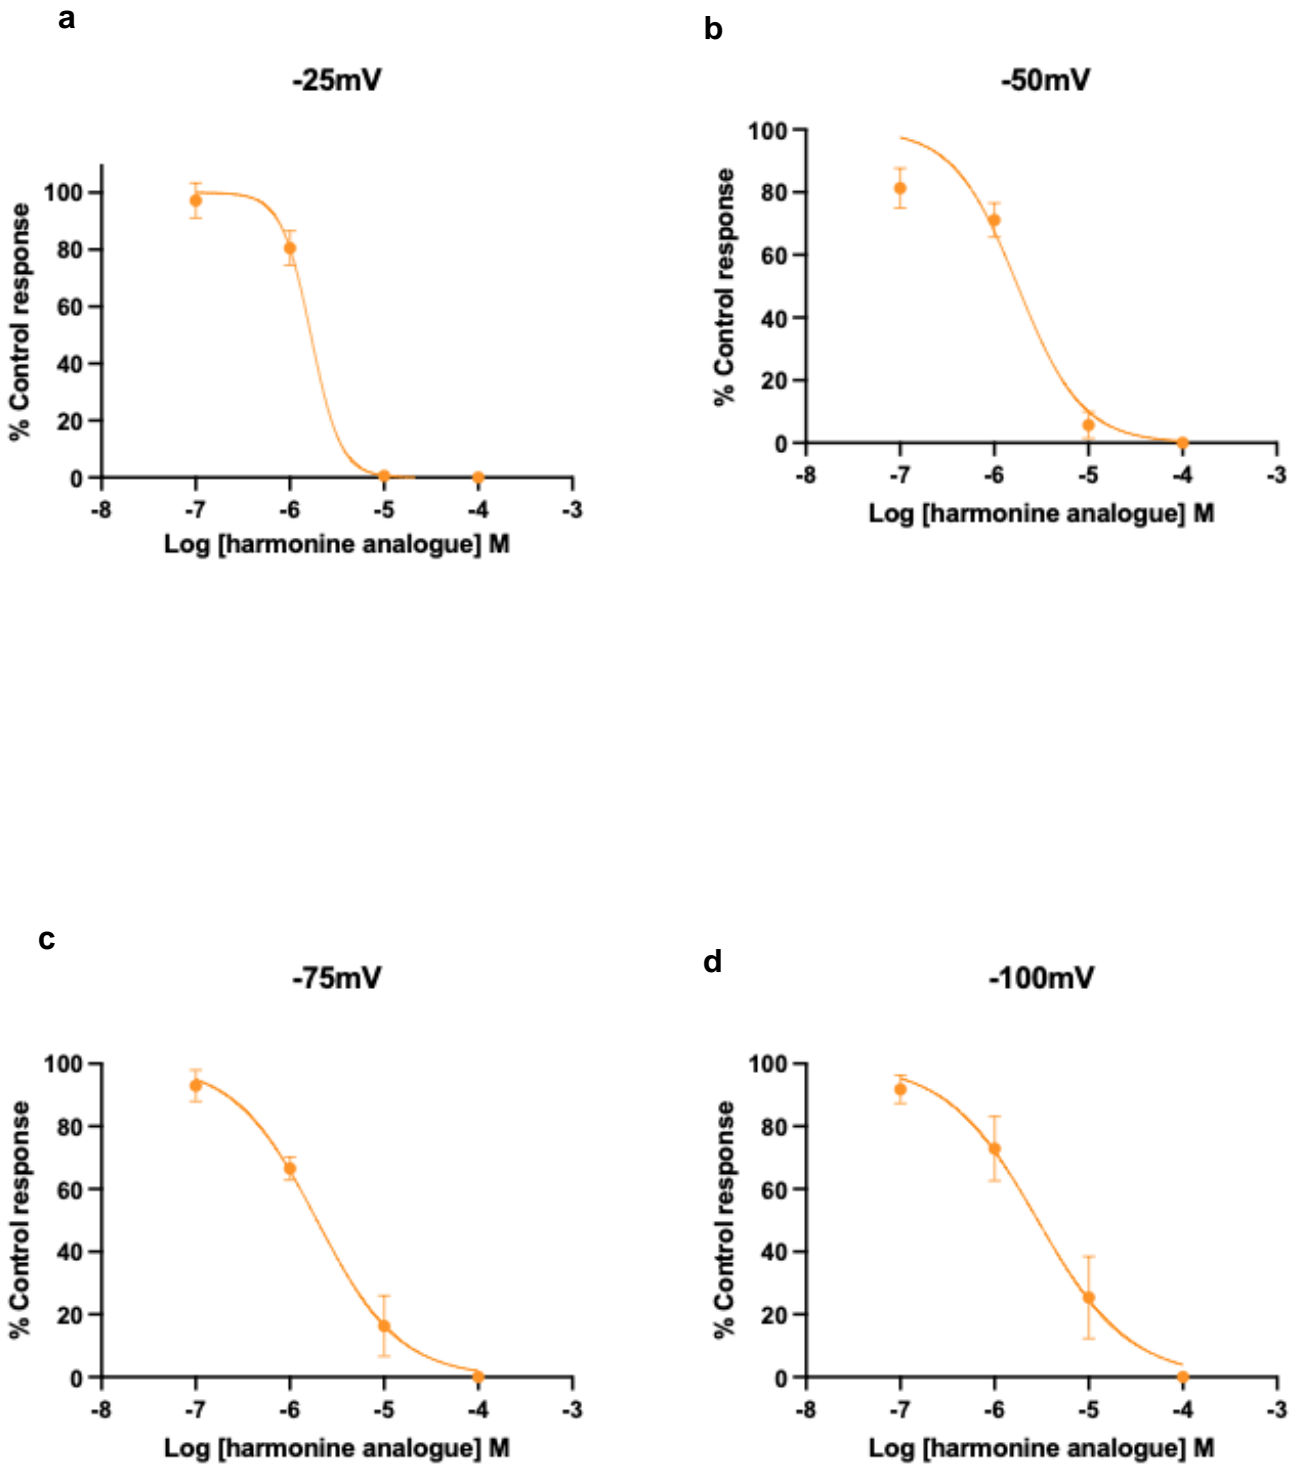 a
-25mV
% Control response
100
80
60
40
20
0
-8 -7 -6 -5 -4 -3
Log [harmonine analogue] M
b
-50mV
% Control response
100
80
60
40
20
0
-8 -7 -6 -5 -4 -3
Log [harmonine analogue] M
c
-75mV
% Control response
100
80
60
40
20
0
-8 -7 -6 -5 -4 -3
Log [harmonine analogue] M
d
-100mV
% Control response
100
80
60
40
20
0
-8 -7 -6 -5 -4 -3
Log [harmonine analogue] M